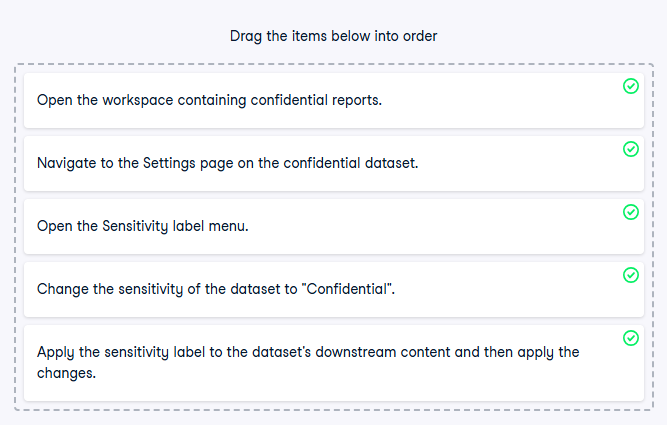 Drag the items below into order
Open the workspace containing confidential reports.
Navigate to the Settings page on the confidential dataset.
Open the Sensitivity label menu.
Change the sensitivity of the dataset to "Confidential".
Apply the sensitivity label to the dataset's downstream content and then apply the
changes.